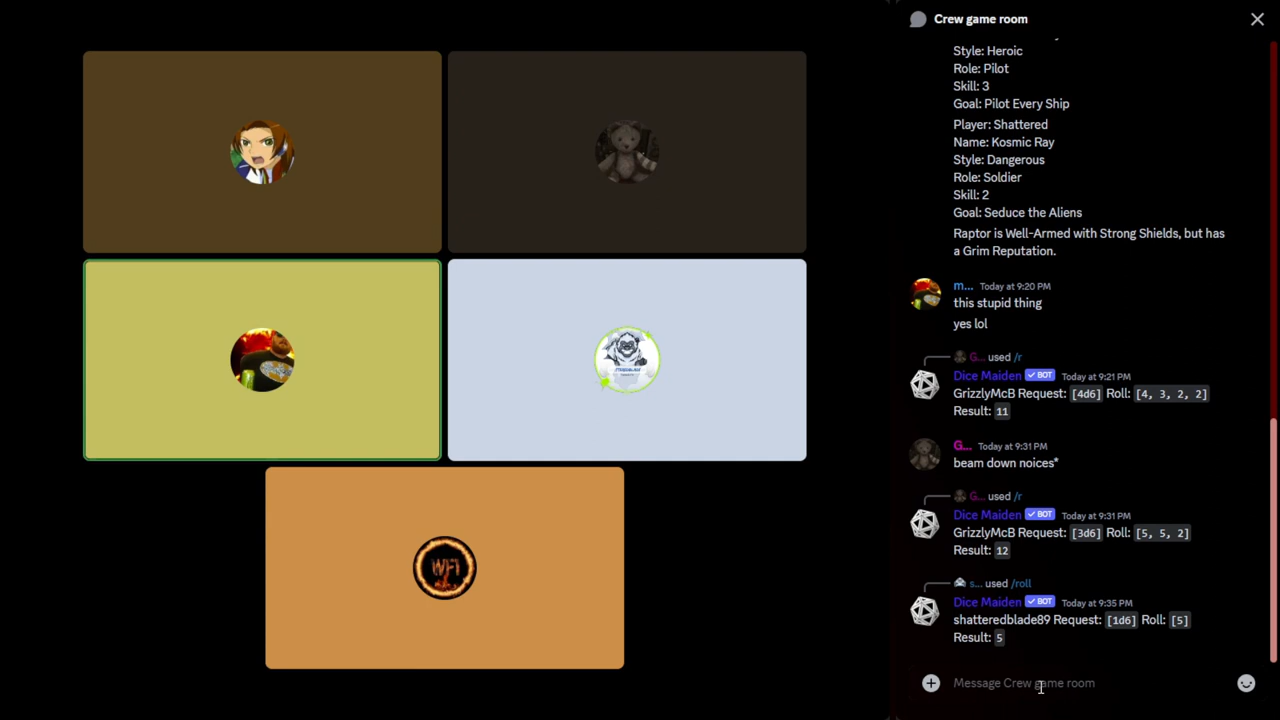 Crew game room
Style: Heroic
Role: Pilot
Skill: 3
Goal: Pilot Every Ship
Player: Shattered
Name: Kosmic Ray
Style: Dangerous
Role: Soldier
Skill: 2
Goal: Seduce the Aliens
Raptor is Well-Armed with Strong Shields, but has
a Grim Reputation.
m... Today at 9:20 PM
this stupid thing
yes lol
G... used /r
Dice Maiden BOT Today at 9:21 PM
GrizzlyMcB Request: [4d6] Roll: [4, 3, 2, 2]
Result: 11
G... Today at 9:31 PM
beam down noices*
G... used /r
Dice Maiden BOT Today at 9:31 PM
GrizzlyMcB Request: [3d6] Roll: [5, 5, 2]
Result: 12
s... used /roll
Dice Maiden BOT Today at 9:35 PM
shatteredblade89 Request: [1d6] Roll: [5]
Result: 5
Message Crew game room
WFI